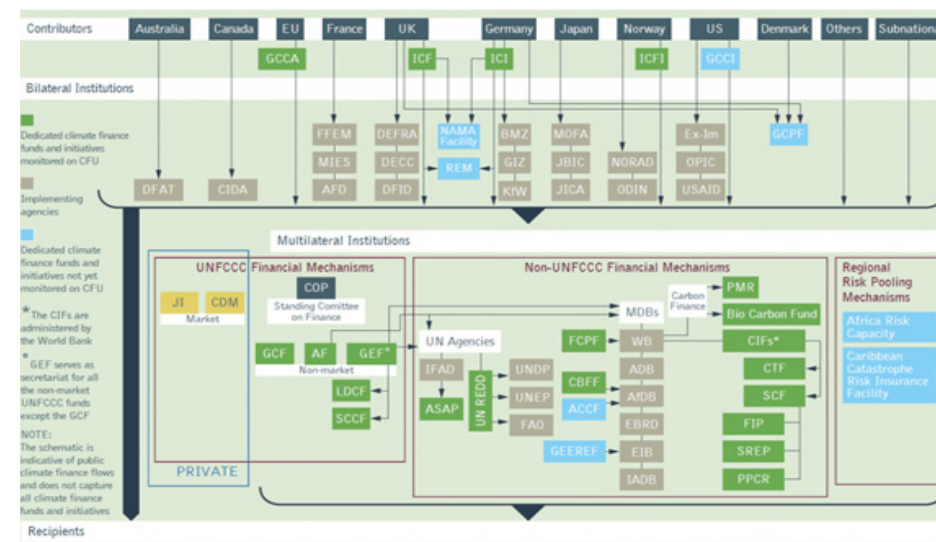 Contributors
Australia
Canada
EU
France
UK
Germany
Japan
Norway
US
Denmark
Others
Subnationa
GCCA
ICF
ICI
ICFI
GCCI
Bilateral Institutions
Dedicated climate finance
funds and initiatives
monitored on CFU
Implementing
agencies
Dedicated climate
finance funds and
initiatives not yet
monitored on CFU
*The CIFs are
administered by
the World Bank
° GEF serves as
secretariat for all
the non-market
UNFCCC funds
except the GCF
NOTE:
The schematic is
indicative of public
climate finance flows
and does not capture
all climate finance
funds and initiatives
FFEM
DEFRA
NAMA
Facility
BMZ
MOFA
Ex-Im
GCPF
MIES
DECC
REM
GIZ
JBIC
NORAD
OPIC
DFAT
CIDA
AFD
DFID
KfW
JICA
ODIN
USAID
Multilateral Institutions
UNFCCC Financial Mechanisms
JI
CDM
Market
COP
Standing Comittee
on Finance
GCF
AF
GEF*
Non-market
LDCF
SCCF
PRIVATE
Non-UNFCCC Financial Mechanisms
UN Agencies
IFAD
ASAP
UN REDD
UNDP
UNEP
FAO
MDBs
Carbon
Finance
PMR
Bio Carbon Fund
FCPF
WB
CIFs*
ADB
CTF
CBFF
ACCF
AfDB
SCF
EBRD
FIP
GEEREF
EIB
SREP
IADB
PPCR
Regional
Risk Pooling
Mechanisms
Africa Risk
Capacity
Caribbean
Catastrophe
Risk Insurance
Facility
Recipients